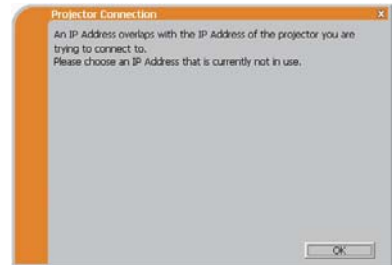 Projector Connection
An IP Address overlaps with the IP Address of the projector you are
trying to connect to.
Please choose an IP Address that is currently not in use.
OK